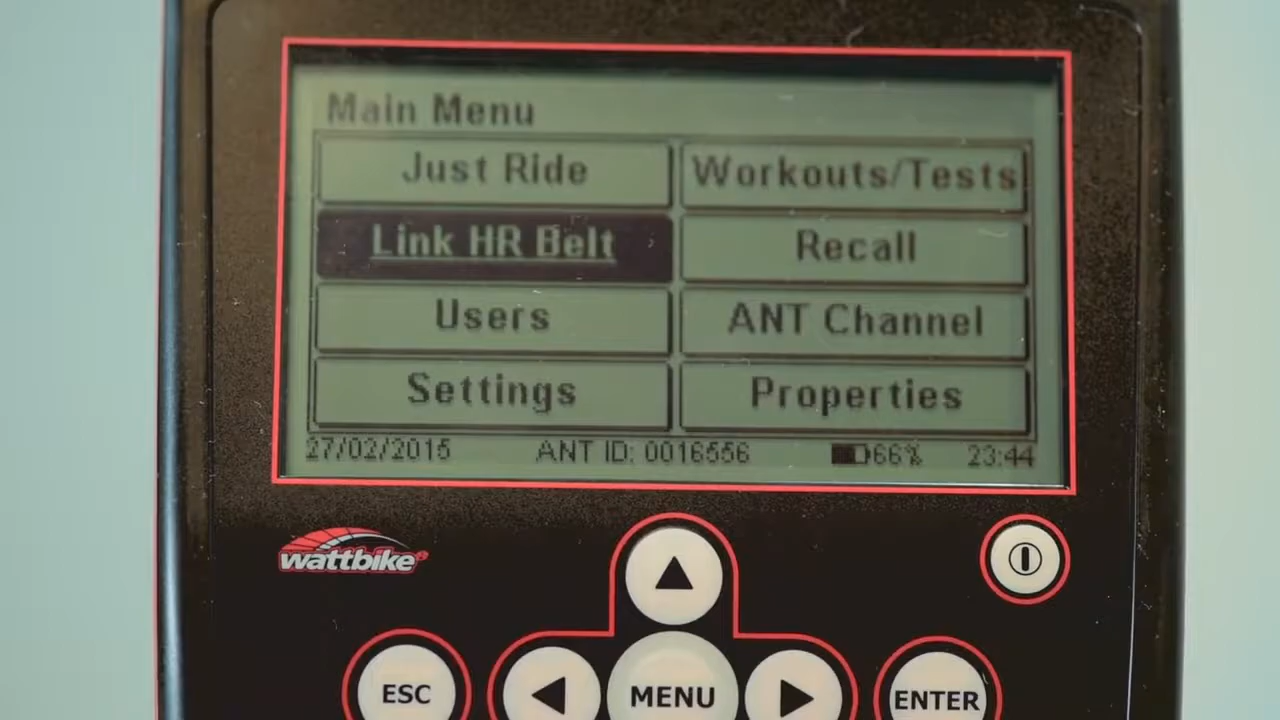 Main Menu
Just Ride
Workouts/Tests
Link HR Belt
Recall
Users
ANT Channel
Settings
Properties
27/02/2015 ANT ID: 0016556 66% 23:44
wattbike
ESC
MENU
ENTER